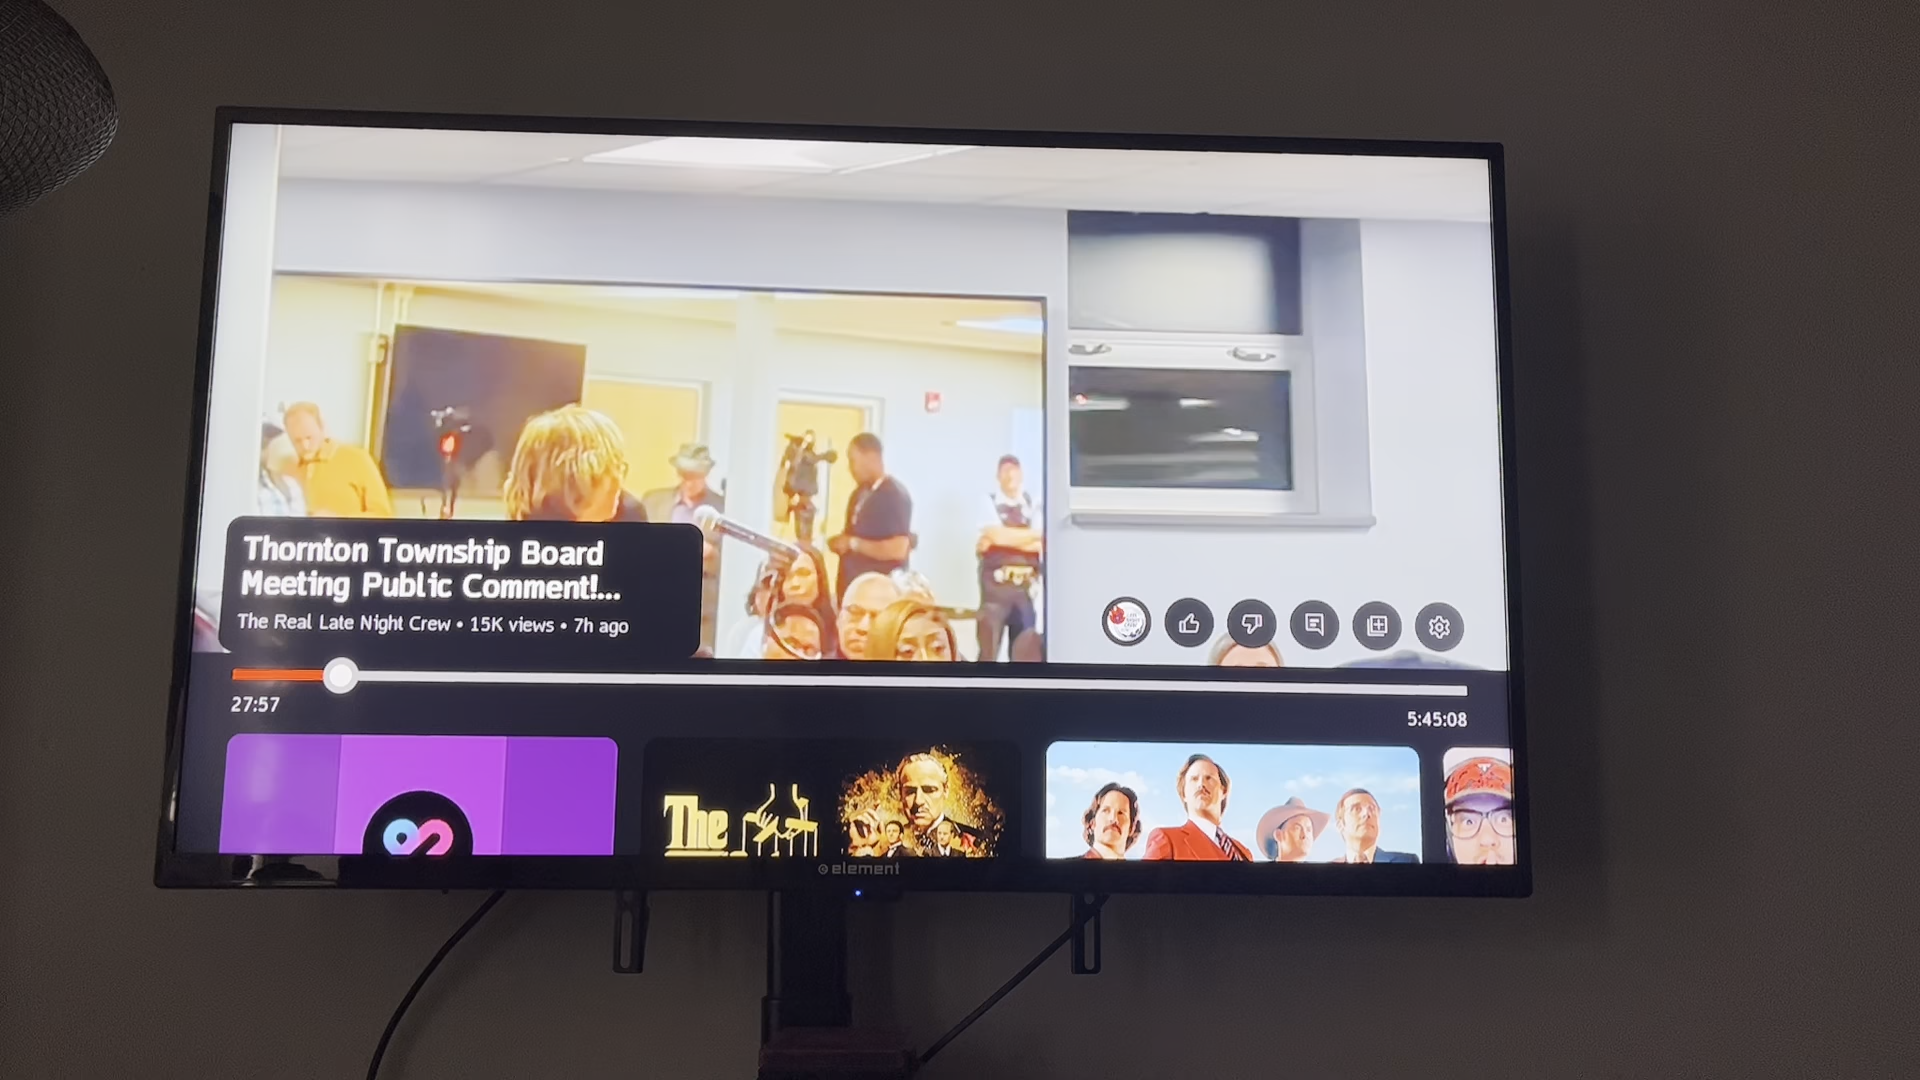 Thornton Township Board
Meeting Public Comment!...
The Real Late Night Crew • 15K views • 7h ago
27:57
5:45:08
The
element